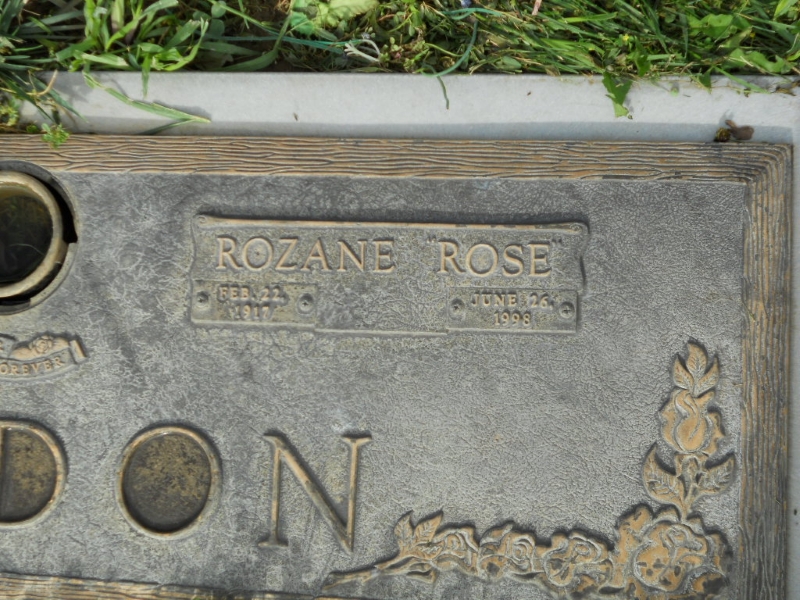 ROZANE "ROSE"
FEB. 22,
1917
JUNE 26,
1998
FOREVER
DON